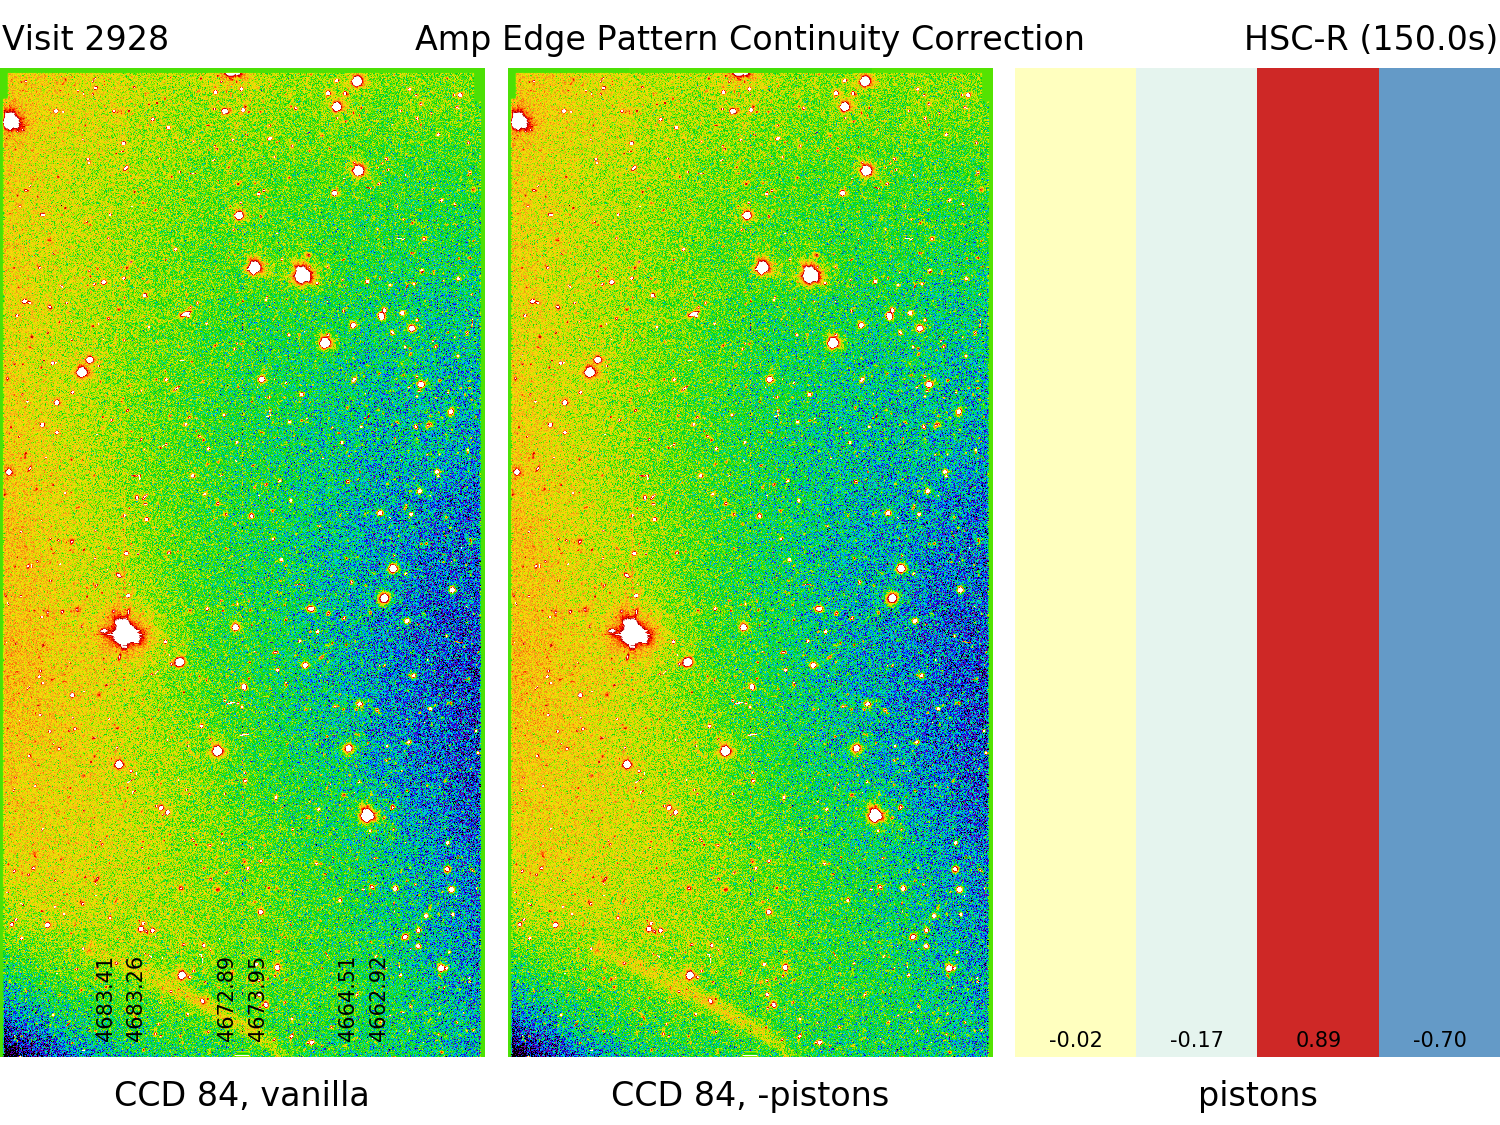 Visit 2928 Amp Edge Pattern Continuity Correction HSC-R (150.0s)
4683.41 4683.26 4672.89 4673.95 4664.51 4662.92
-0.02 -0.17 0.89 -0.70
CCD 84, vanilla CCD 84, -pistons pistons